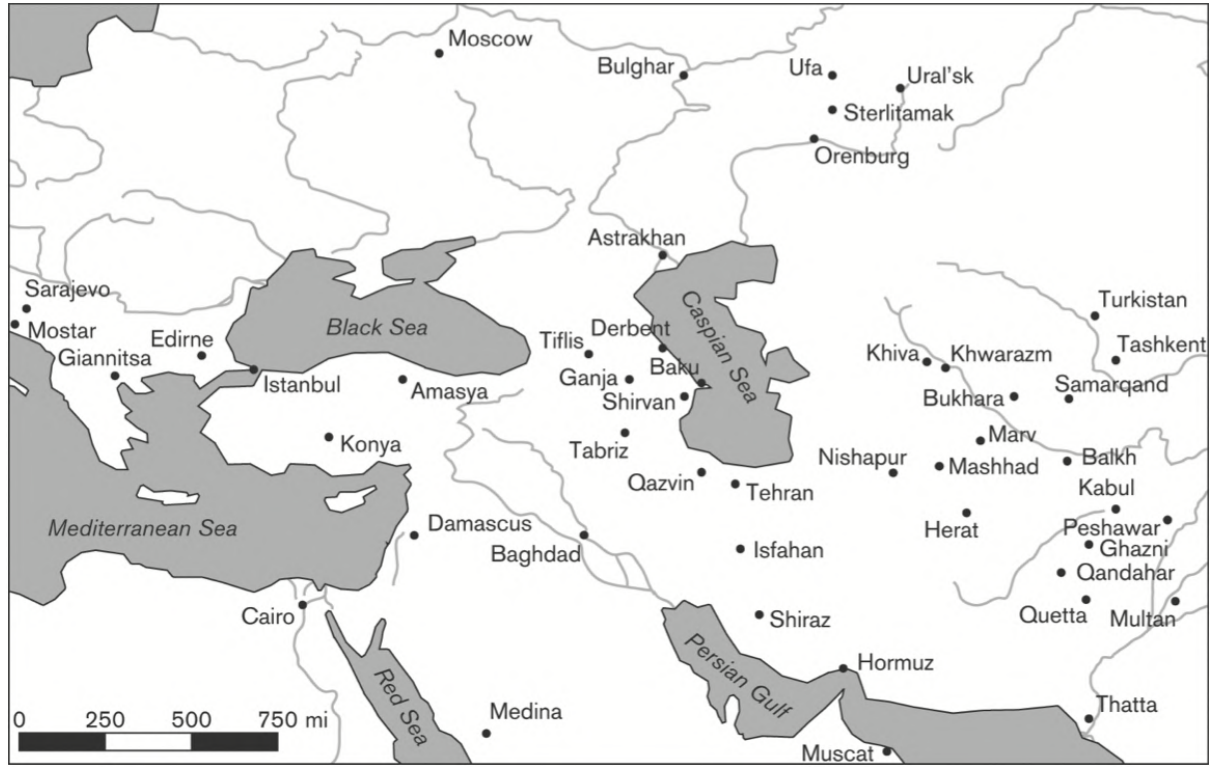 Moscow
Bulghar
Ufa
Ural'sk
Sterlitamak
Orenburg
Astrakhan
Sarajevo
Mostar
Edirne
Giannitsa
Black Sea
Istanbul
Amasya
Konya
Tiflis
Derbent
Caspian Sea
Ganja
Baku
Shirvan
Tabriz
Qazvin
Tehran
Khiva
Khwarazm
Turkistan
Tashkent
Bukhara
Samarqand
Marv
Nishapur
Mashhad
Balkh
Kabul
Herat
Peshawar
Ghazni
Qandahar
Quetta
Multan
Mediterranean Sea
Damascus
Baghdad
Isfahan
Cairo
Shiraz
Persian Gulf
Hormuz
Red Sea
Medina
Muscat
Thatta
0 250 500 750 mi